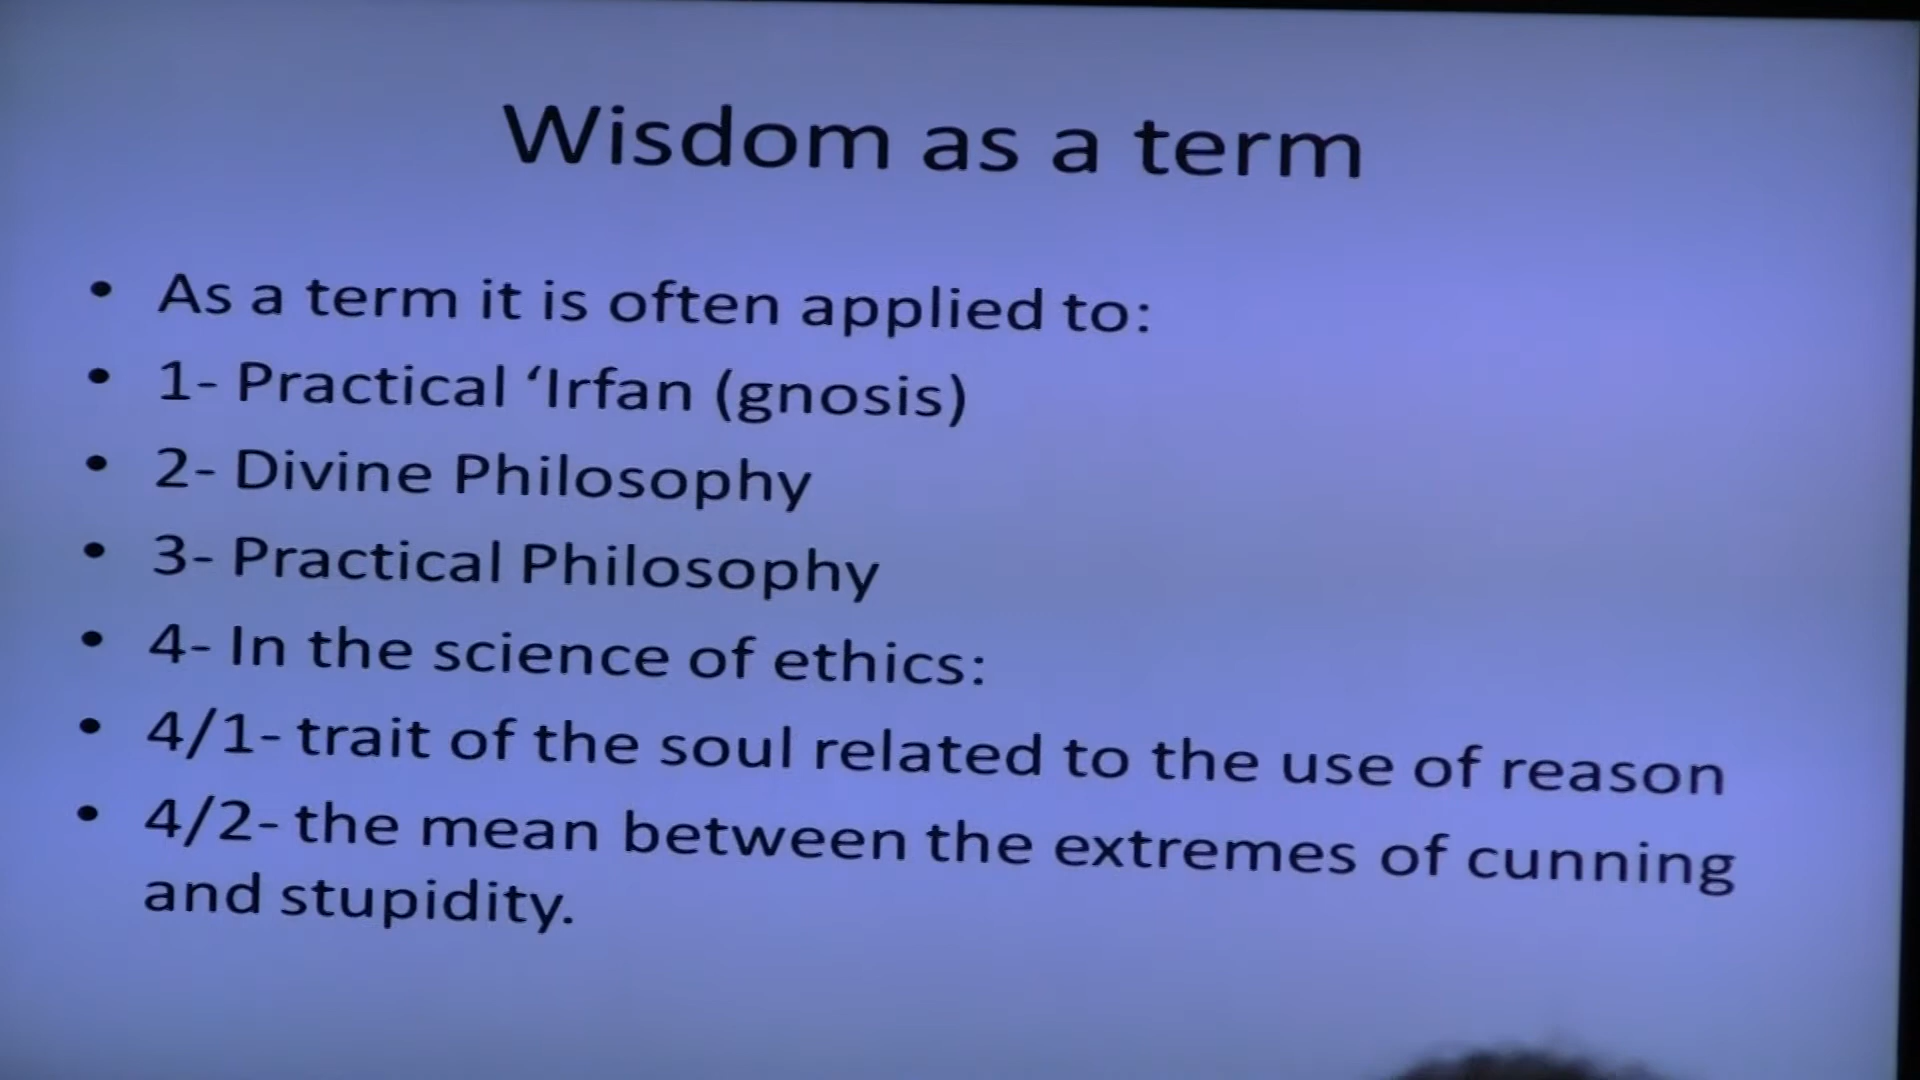 Wisdom as a term
• As a term it is often applied to:
• 1- Practical ‘Irfan (gnosis)
• 2- Divine Philosophy
• 3- Practical Philosophy
• 4- In the science of ethics:
• 4/1- trait of the soul related to the use of reason
• 4/2- the mean between the extremes of cunning
and stupidity.